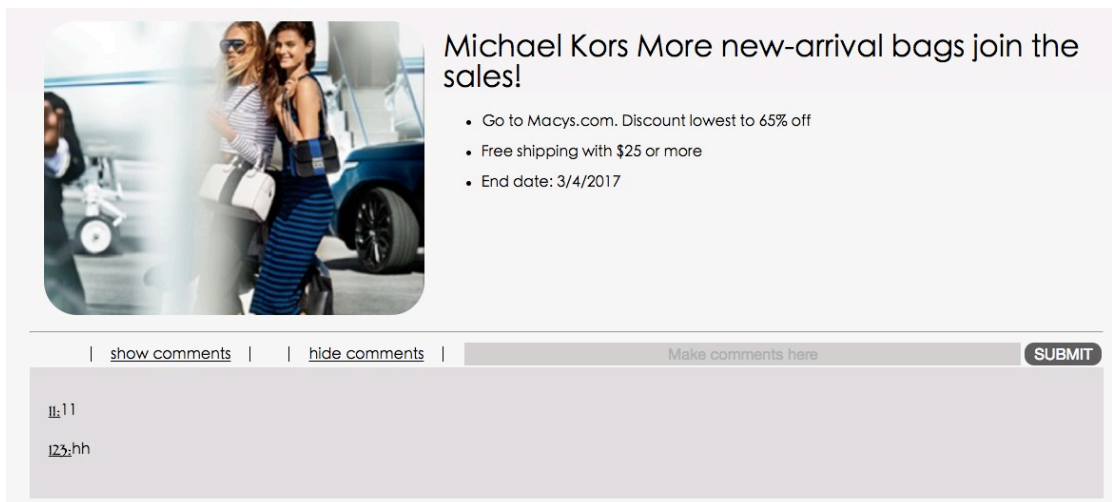 Michael Kors More new-arrival bags join the
sales!
• Go to Macys.com. Discount lowest to 65% off
• Free shipping with $25 or more
• End date: 3/4/2017
| show comments | | hide comments | Make comments here SUBMIT
11:11
123:hh